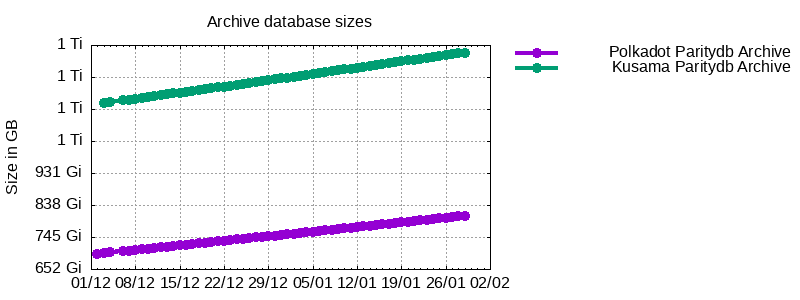 Archive database sizes
Polkadot Paritydb Archive
Kusama Paritydb Archive
Size in GB
1 Ti
1 Ti
1 Ti
1 Ti
931 Gi
838 Gi
745 Gi
652 Gi
01/12 08/12 15/12 22/12 29/12 05/01 12/01 19/01 26/01 02/02